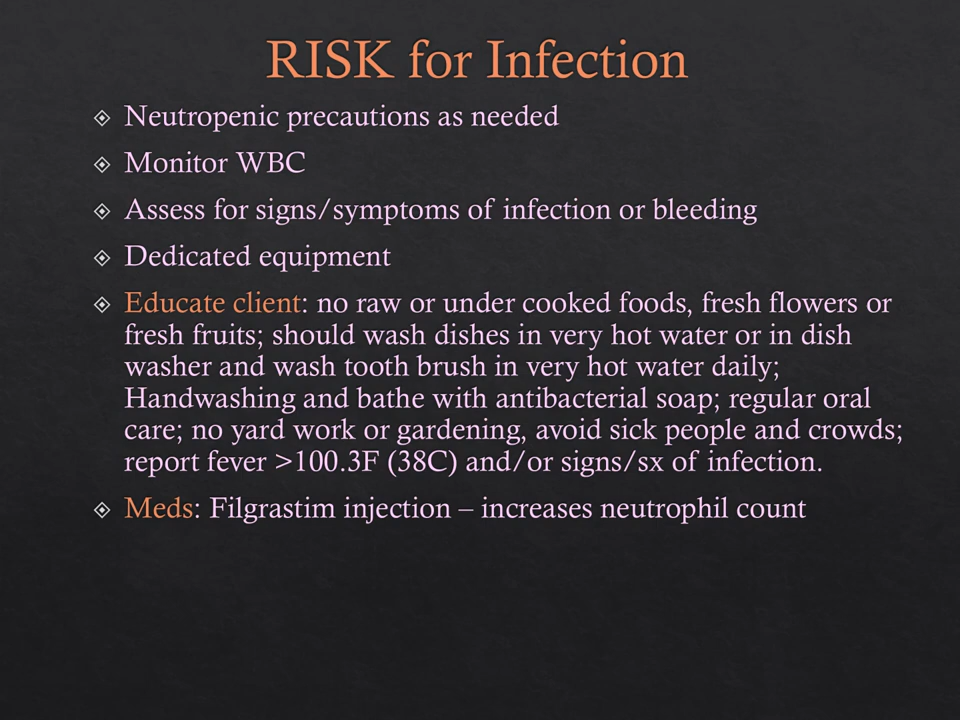 RISK for Infection
Neutropenic precautions as needed
Monitor WBC
Assess for signs/symptoms of infection or bleeding
Dedicated equipment
Educate client: no raw or under cooked foods, fresh flowers or
fresh fruits; should wash dishes in very hot water or in dish
washer and wash tooth brush in very hot water daily;
Handwashing and bathe with antibacterial soap; regular oral
care; no yard work or gardening, avoid sick people and crowds;
report fever >100.3F (38C) and/or signs/sx of infection.
Meds: Filgrastim injection – increases neutrophil count